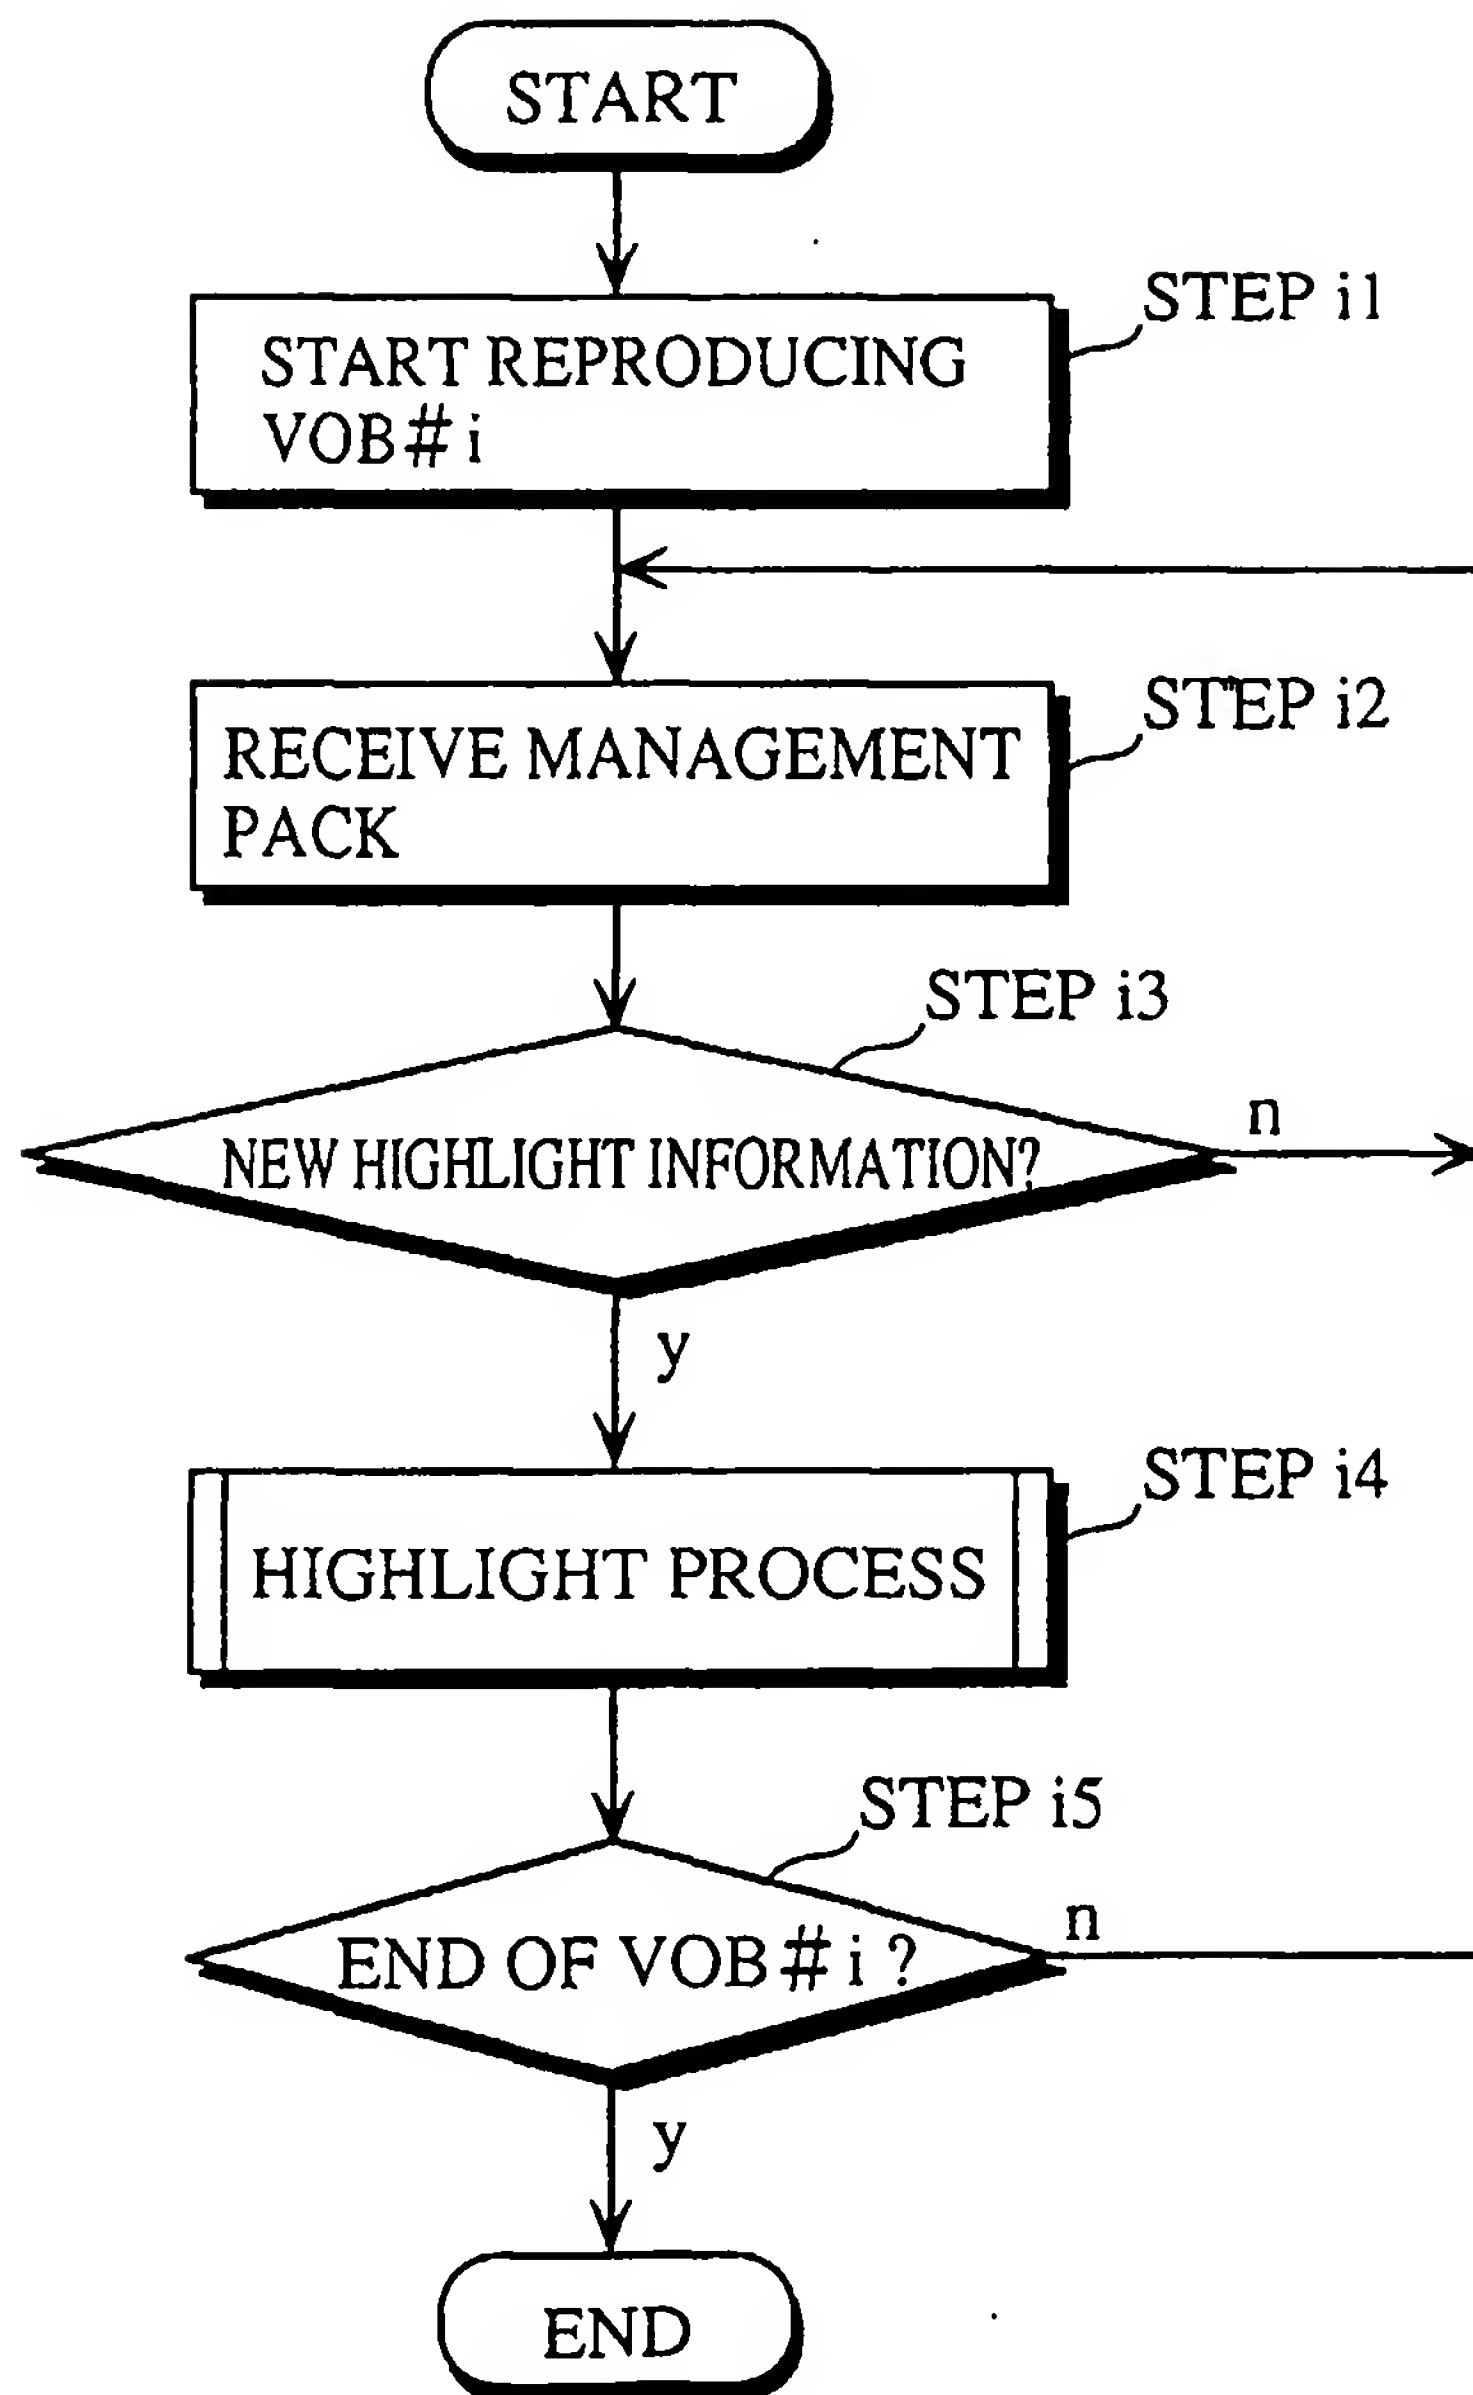 START
STEP i1
START REPRODUCING
VOB# i
STEP i2
RECEIVE MANAGEMENT
PACK
STEP i3
NEW HIGHLIGHT INFORMATION?
n
y
STEP i4
HIGHLIGHT PROCESS
STEP i5
END OF VOB# i ?
n
y
END